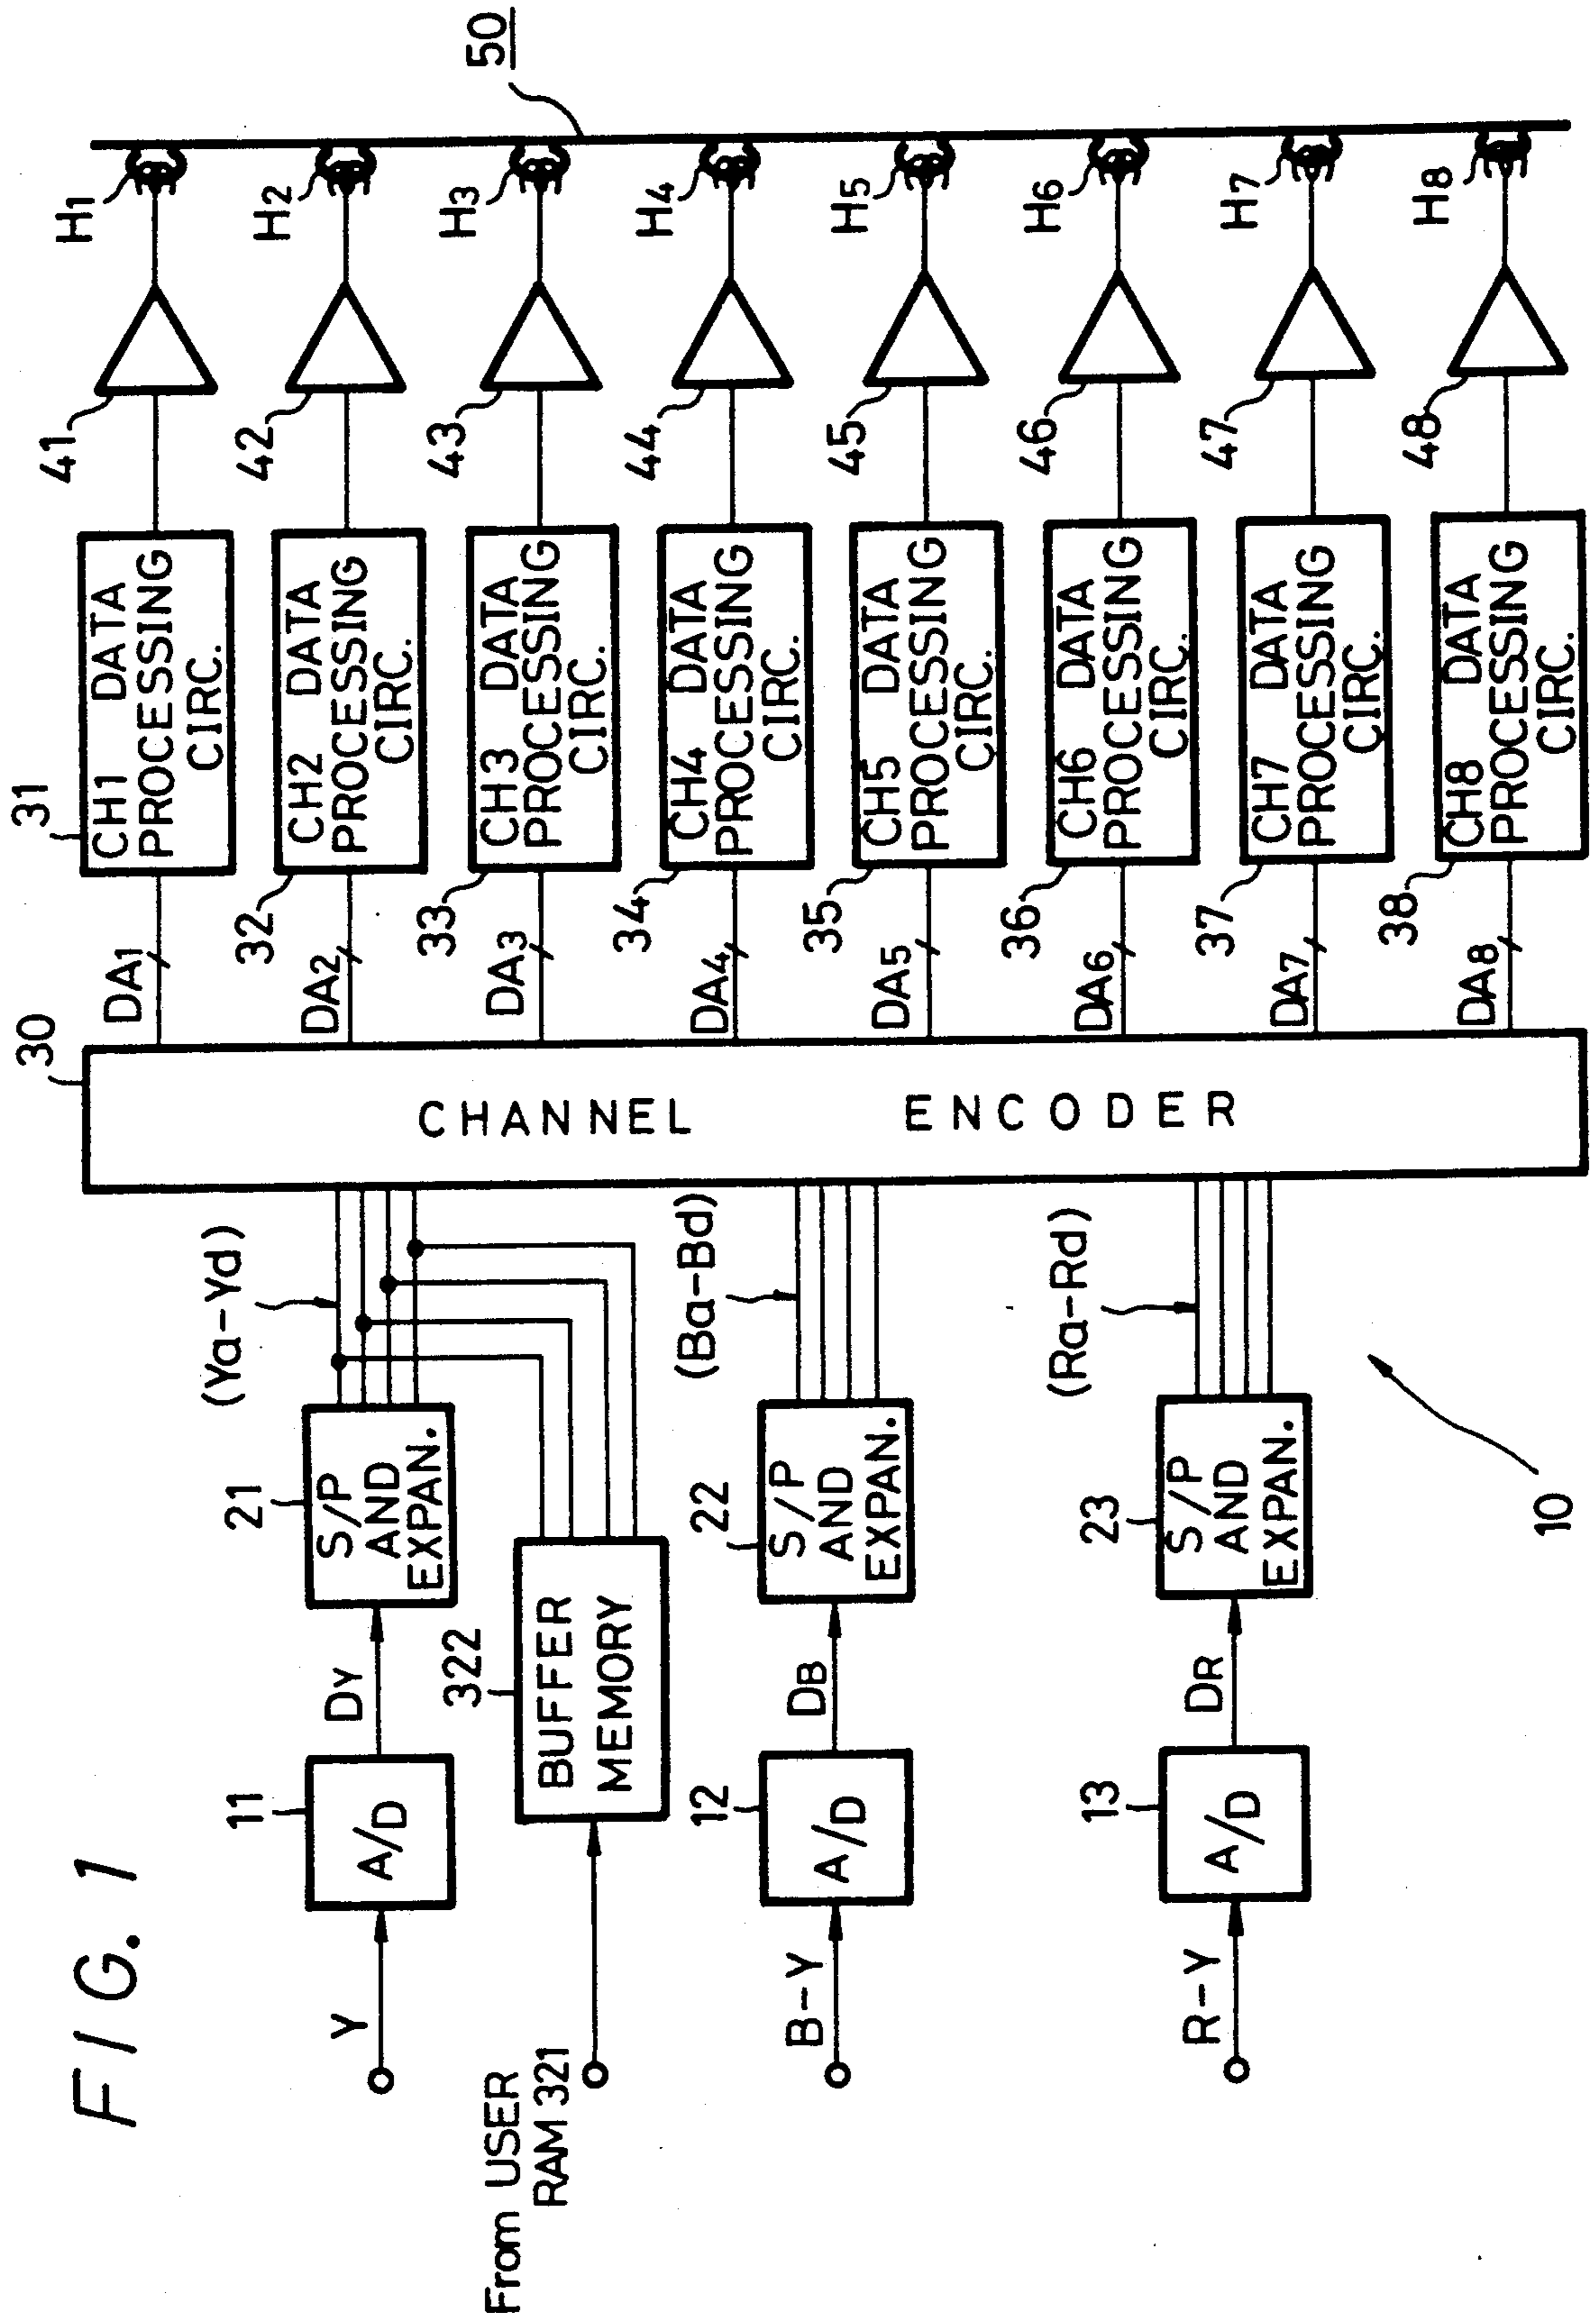 FIG. 1
Y
11
A/D
DY
21
S/P
AND
EXPAN.
(Ya-Yd)
From USER
RAM 321
322
BUFFER
MEMORY
B-Y
12
A/D
DB
22
S/P
AND
EXPAN.
(Ba-Bd)
R-Y
13
A/D
DR
23
S/P
AND
EXPAN.
(Ra-Rd)
10
30
CHANNEL ENCODER
DA1
31
CH1 DATA
PROCESSING
CIRC.
41
H1
DA2
32
CH2 DATA
PROCESSING
CIRC.
42
H2
DA3
33
CH3 DATA
PROCESSING
CIRC.
43
H3
DA4
34
CH4 DATA
PROCESSING
CIRC.
44
H4
DA5
35
CH5 DATA
PROCESSING
CIRC.
45
H5
DA6
36
CH6 DATA
PROCESSING
CIRC.
46
H6
DA7
37
CH7 DATA
PROCESSING
CIRC.
47
H7
DA8
38
CH8 DATA
PROCESSING
CIRC.
48
H8
50